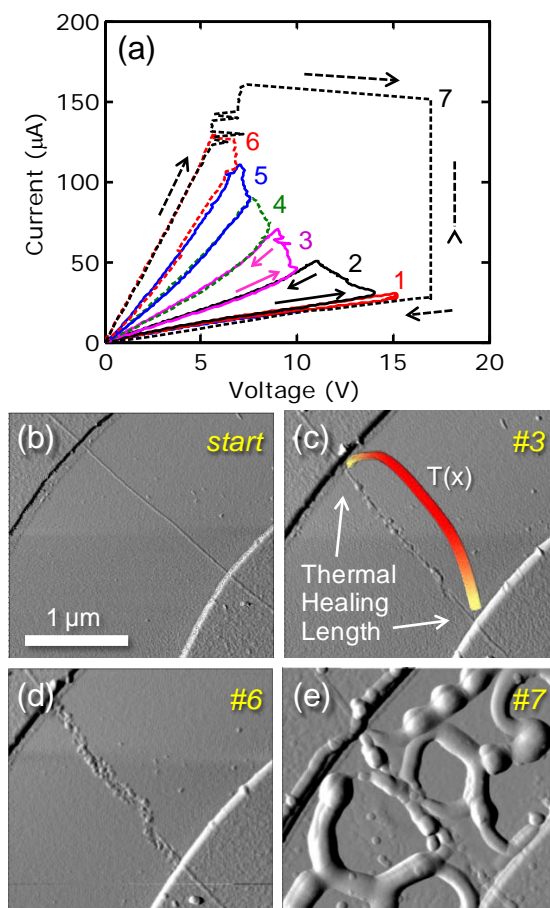 (a)
200
150
100
50
0
Current (µA)
0
5
10
15
20
Voltage (V)
7
6
5
4
3
2
1
(b)
start
1 µm
(c)
#3
T(x)
Thermal
Healing
Length
(d)
#6
(e)
#7